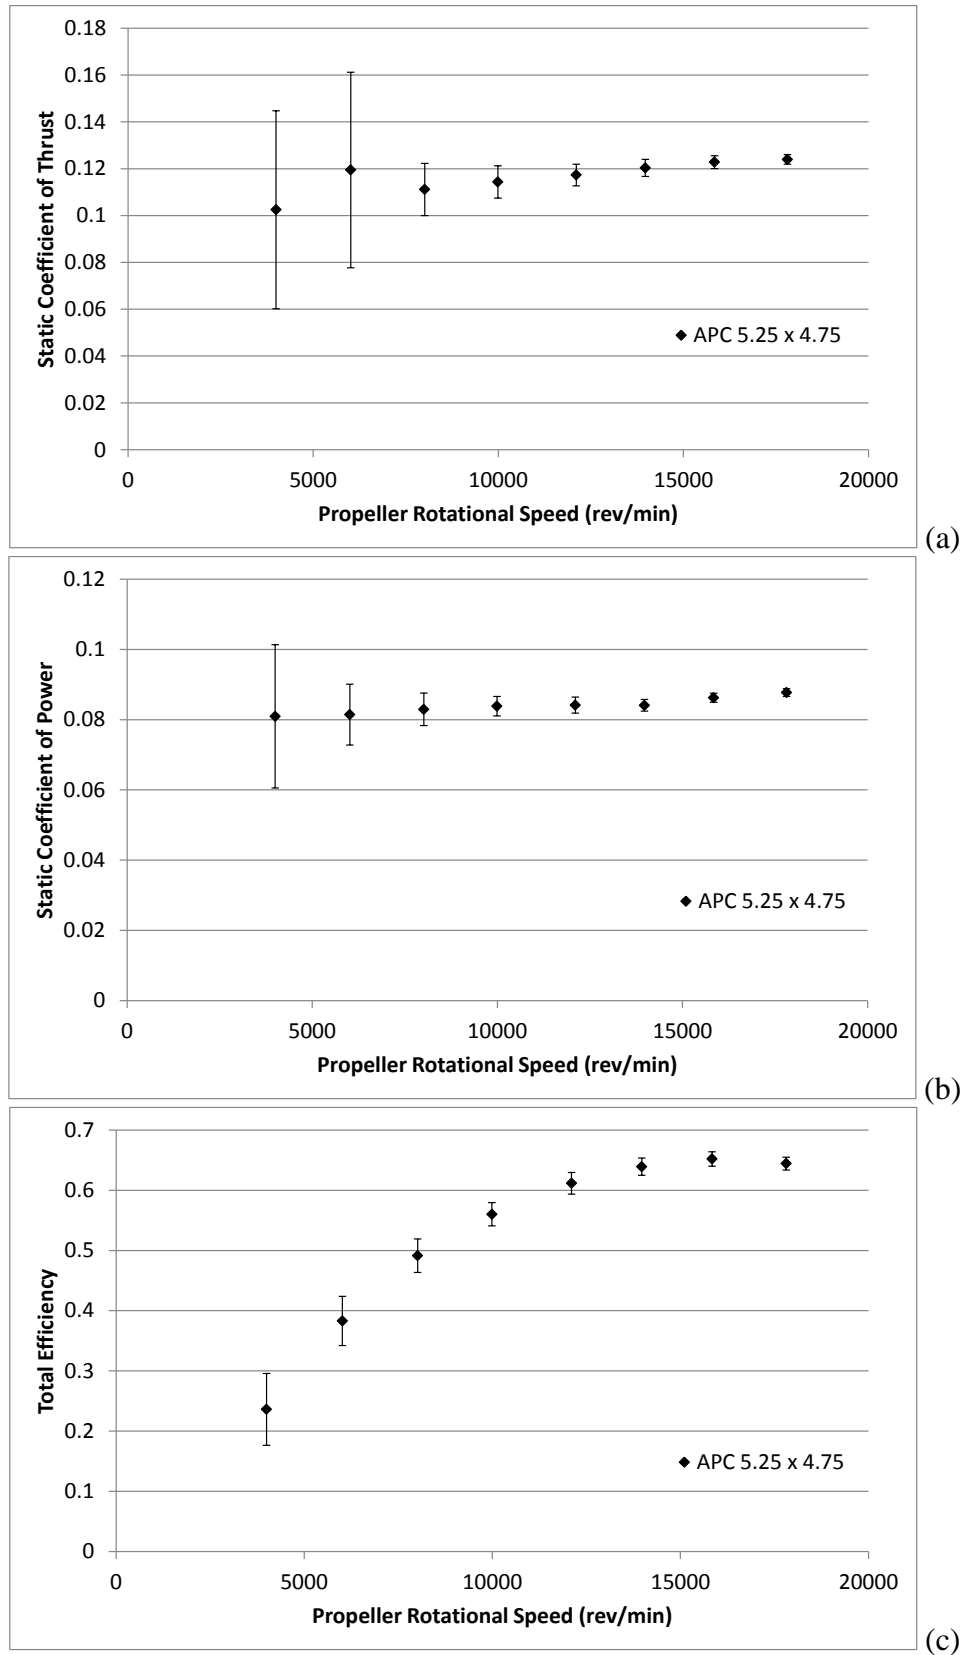 0.18
0.16
0.14
0.12
0.1
0.08
0.06
0.04
0.02
0
Static Coefficient of Thrust
APC 5.25 x 4.75
0 5000 10000 15000 20000
Propeller Rotational Speed (rev/min)
(a)
0.12
0.1
0.08
0.06
0.04
0.02
0
Static Coefficient of Power
APC 5.25 x 4.75
0 5000 10000 15000 20000
Propeller Rotational Speed (rev/min)
(b)
0.7
0.6
0.5
0.4
0.3
0.2
0.1
0
Total Efficiency
APC 5.25 x 4.75
0 5000 10000 15000 20000
Propeller Rotational Speed (rev/min)
(c)